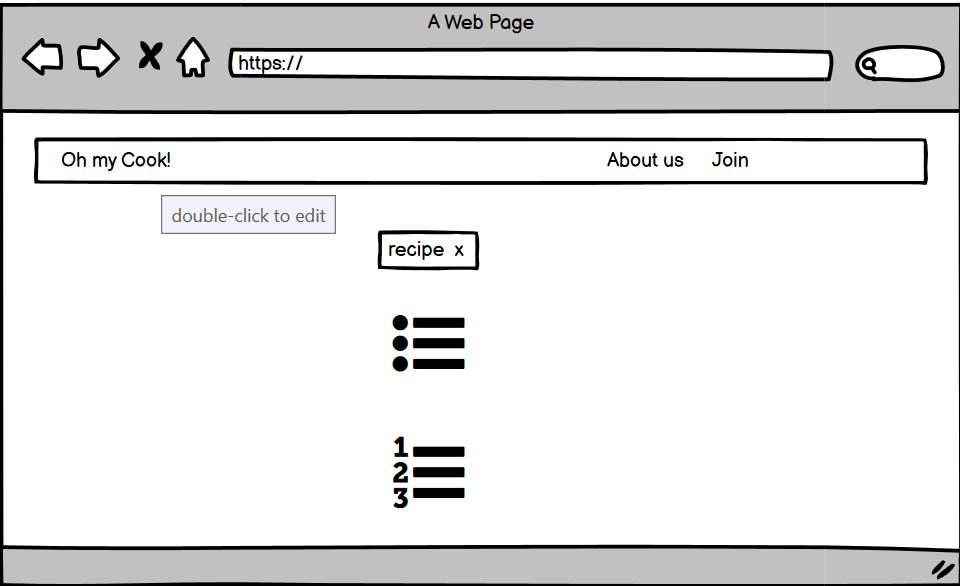 A Web Page
https://
Oh my Cook! About us Join
double-click to edit
recipe x
1
2
3